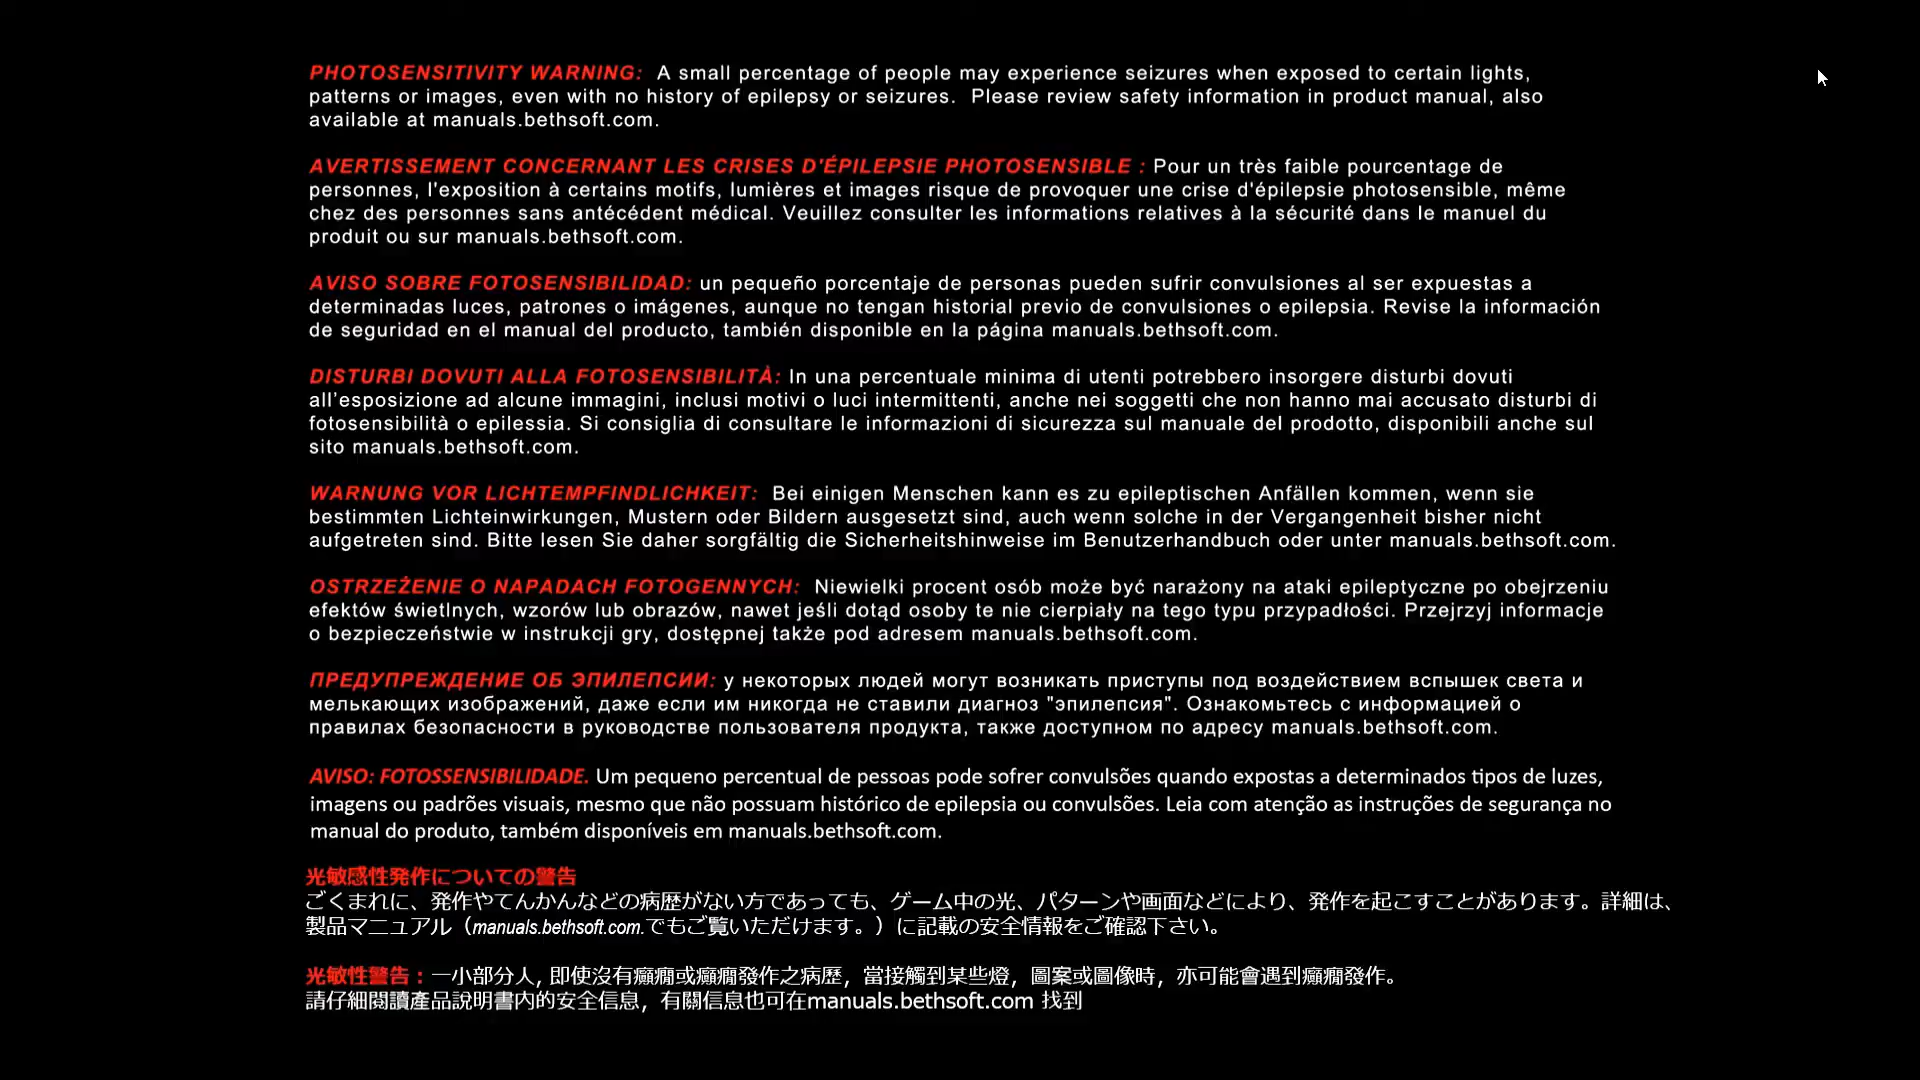 PHOTOSENSITIVITY WARNING: A small percentage of people may experience seizures when exposed to certain lights,
patterns or images, even with no history of epilepsy or seizures. Please review safety information in product manual, also
available at manuals.bethsoft.com.
AVERTISSEMENT CONCERNANT LES CRISES D'ÉPILEPSIE PHOTOSENSIBLE : Pour un très faible pourcentage de
personnes, l'exposition à certains motifs, lumières et images risque de provoquer une crise d'épilepsie photosensible, même
chez des personnes sans antécédent médical. Veuillez consulter les informations relatives à la sécurité dans le manuel du
produit ou sur manuals.bethsoft.com.
AVISO SOBRE FOTOSENSIBILIDAD: un pequeño porcentaje de personas pueden sufrir convulsiones al ser expuestas a
determinadas luces, patrones o imágenes, aunque no tengan historial previo de convulsiones o epilepsia. Revise la información
de seguridad en el manual del producto, también disponible en la página manuals.bethsoft.com.
DISTURBI DOVUTI ALLA FOTOSENSIBILITÀ: In una percentuale minima di utenti potrebbero insorgere disturbi dovuti
all’esposizione ad alcune immagini, inclusi motivi o luci intermittenti, anche nei soggetti che non hanno mai accusato disturbi di
fotosensibilità o epilessia. Si consiglia di consultare le informazioni di sicurezza sul manuale del prodotto, disponibili anche sul
sito manuals.bethsoft.com.
WARNUNG VOR LICHTEMPFINDLICHKEIT: Bei einigen Menschen kann es zu epileptischen Anfällen kommen, wenn sie
bestimmten Lichteinwirkungen, Mustern oder Bildern ausgesetzt sind, auch wenn solche in der Vergangenheit bisher nicht
aufgetreten sind. Bitte lesen Sie daher sorgfältig die Sicherheitshinweise im Benutzerhandbuch oder unter manuals.bethsoft.com.
OSTRZEŻENIE O NAPADACH FOTOGENNYCH: Niewielki procent osób może być narażony na ataki epileptyczne po obejrzeniu
efektów świetlnych, wzorów lub obrazów, nawet jeśli dotąd osoby te nie cierpiały na tego typu przypadłości. Przejrzyj informacje
o bezpieczeństwie w instrukcji gry, dostępnej także pod adresem manuals.bethsoft.com.
ПРЕДУПРЕЖДЕНИЕ ОБ ЭПИЛЕПСИИ: у некоторых людей могут возникать приступы под воздействием вспышек света и
мелькающих изображений, даже если им никогда не ставили диагноз "эпилепсия". Ознакомьтесь с информацией о
правилах безопасности в руководстве пользователя продукта, также доступном по адресу manuals.bethsoft.com.
AVISO: FOTOSSENSIBILIDADE. Um pequeno percentual de pessoas pode sofrer convulsões quando expostas a determinados tipos de luzes,
imagens ou padrões visuais, mesmo que não possuam histórico de epilepsia ou convulsões. Leia com atenção as instruções de segurança no
manual do produto, também disponíveis em manuals.bethsoft.com.
光敏感性発作についての警告
ごくまれに、発作やてんかんなどの病歴がない方であっても、ゲーム中の光、パターンや画面などにより、発作を起こすことがあります。詳細は、
製品マニュアル（manuals.bethsoft.com.でもご覧いただけます。）に記載の安全情報をご確認下さい。
光敏性警告：一小部分人, 即使沒有癲癇或癲癇發作之病歷，當接觸到某些燈，圖案或圖像時，亦可能會遇到癲癇發作。
請仔細閱讀產品說明書內的安全信息，有關信息也可在manuals.bethsoft.com 找到